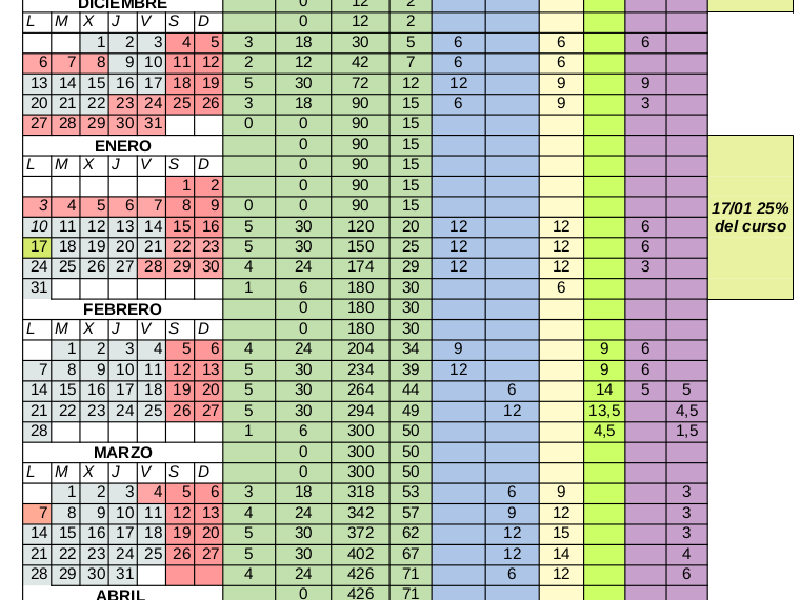 DICIEMBRE 0 12 2
L M X J V S D 0 12 2
1 2 3 4 5 3 18 30 5 6 6 6
6 7 8 9 10 11 12 2 12 42 7 6 6
13 14 15 16 17 18 19 5 30 72 12 12 9 9
20 21 22 23 24 25 26 3 18 90 15 6 9 3
27 28 29 30 31 0 0 90 15
ENERO 0 90 15
L M X J V S D 0 90 15
1 2 0 90 15
3 4 5 6 7 8 9 0 0 90 15
10 11 12 13 14 15 16 5 30 120 20 12 12 6
17 18 19 20 21 22 23 5 30 150 25 12 12 6
24 25 26 27 28 29 30 4 24 174 29 12 12 3
31 1 6 180 30 6
17/01 25%
del curso
FEBRERO 0 180 30
L M X J V S D 0 180 30
1 2 3 4 5 6 4 24 204 34 9 9 6
7 8 9 10 11 12 13 5 30 234 39 12 9 6
14 15 16 17 18 19 20 5 30 264 44 6 14 5 5
21 22 23 24 25 26 27 5 30 294 49 12 13,5 4,5
28 1 6 300 50 4,5 1,5
MARZO 0 300 50
L M X J V S D 0 300 50
1 2 3 4 5 6 3 18 318 53 6 9 3
7 8 9 10 11 12 13 4 24 342 57 9 12 3
14 15 16 17 18 19 20 5 30 372 62 12 15 3
21 22 23 24 25 26 27 5 30 402 67 12 14 4
28 29 30 31 4 24 426 71 6 12 6
ABRIL 0 426 71